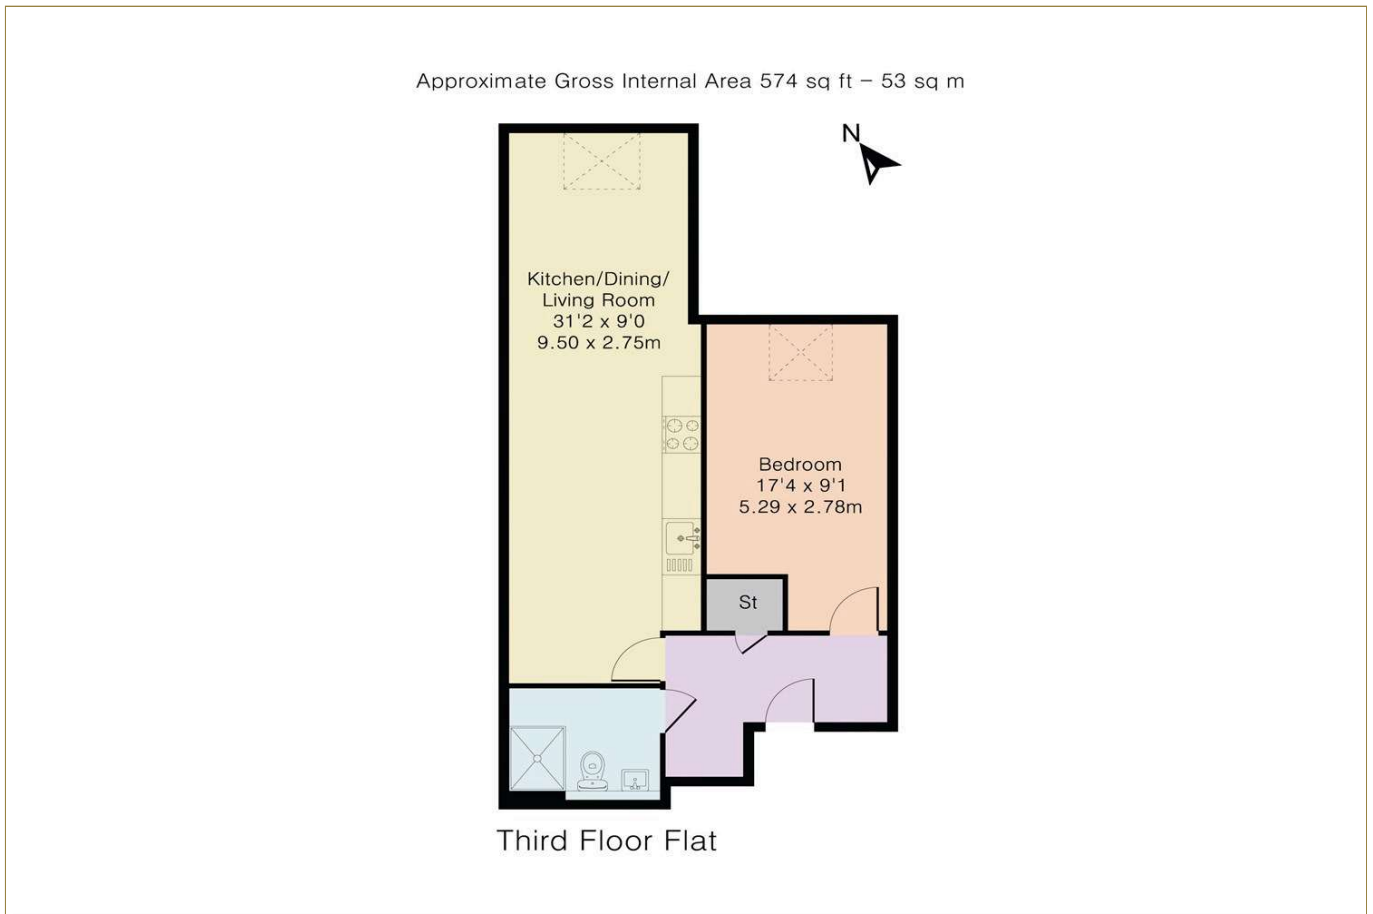 Approximate Gross Internal Area 574 sq ft – 53 sq m
N
Kitchen/Dining/
Living Room
31'2 x 9'0
9.50 x 2.75m
Bedroom
17'4 x 9'1
5.29 x 2.78m
St
Third Floor Flat